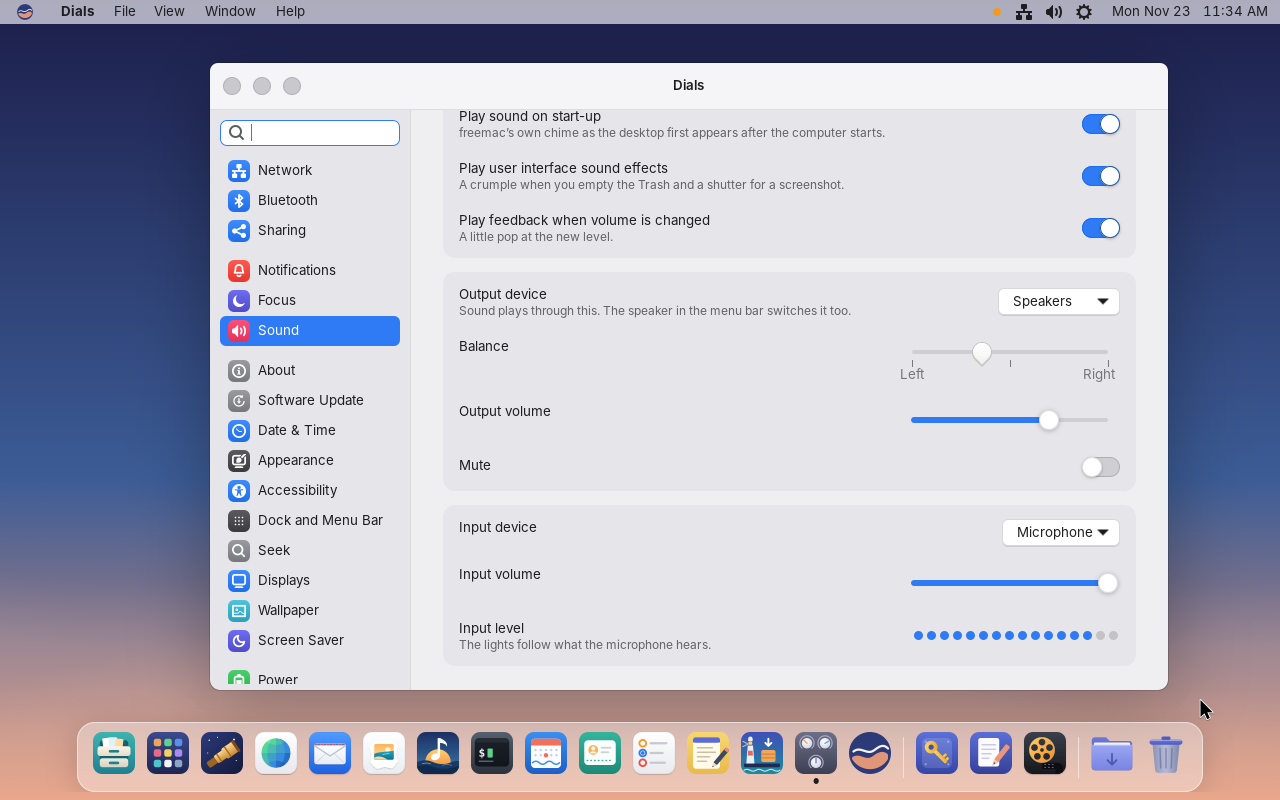 Dials File View Window Help Mon Nov 23 11:34 AM
Dials
Network
Bluetooth
Sharing
Notifications
Focus
Sound
About
Software Update
Date & Time
Appearance
Accessibility
Dock and Menu Bar
Seek
Displays
Wallpaper
Screen Saver
Power
Play sound on start-up
freemac's own chime as the desktop first appears after the computer starts.
Play user interface sound effects
A crumple when you empty the Trash and a shutter for a screenshot.
Play feedback when volume is changed
A little pop at the new level.
Output device
Sound plays through this. The speaker in the menu bar switches it too.
Speakers
Balance
Left Right
Output volume
Mute
Input device
Microphone
Input volume
Input level
The lights follow what the microphone hears.
$